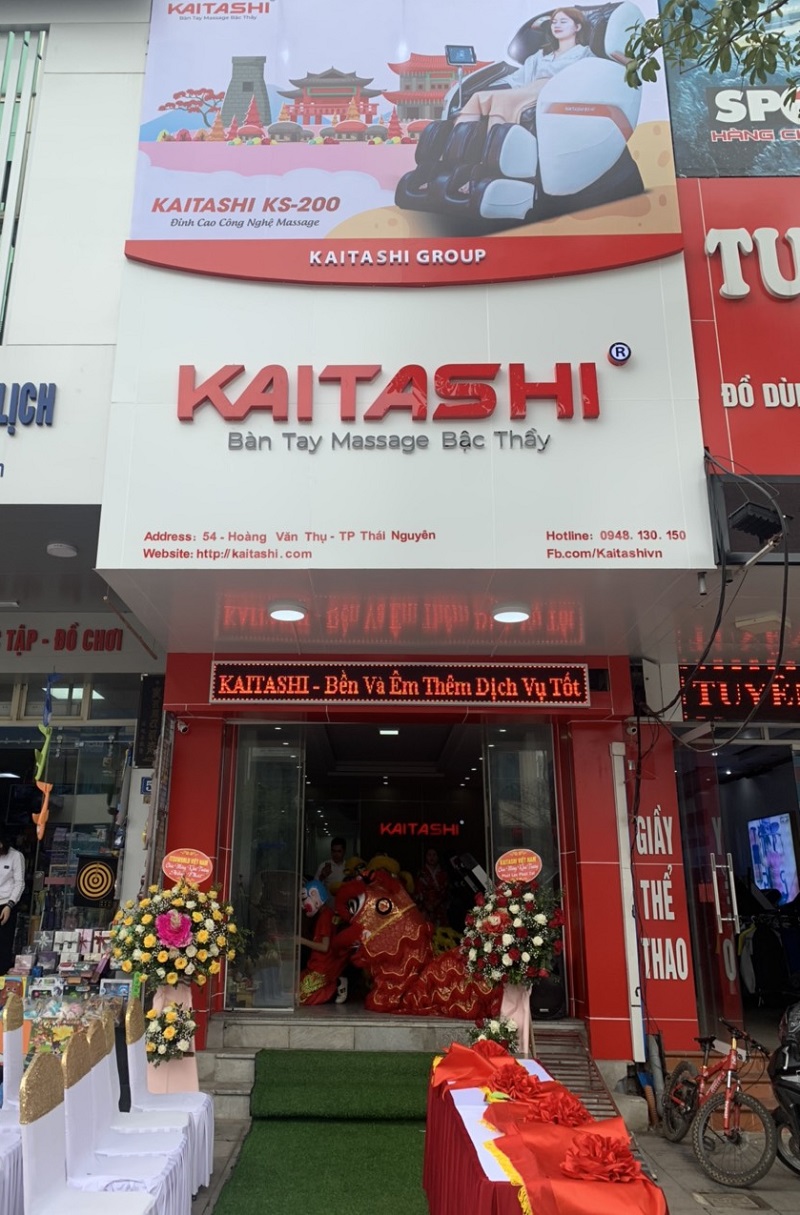 KAITASHI
Bàn Tay Massage Bậc Thầy
KAITASHI KS-200
Đỉnh Cao Công Nghệ Massage
KAITASHI GROUP
HÀNG
TU
ĐỒ DÙN
LỊCH
KAITASHI ®
Bàn Tay Massage Bậc Thầy
Address: 54 - Hoàng Văn Thụ - TP Thái Nguyên
Website: http://kaitashi.com
Hotline: 0948. 130. 150
Fb.com/Kaitashivn
TẬP - ĐỒ CHƠI
KAITASHI - Bền Và Êm Thêm Dịch Vụ Tốt
TUYÊ
KAITASHI
GIẦY
THỂ
THAO